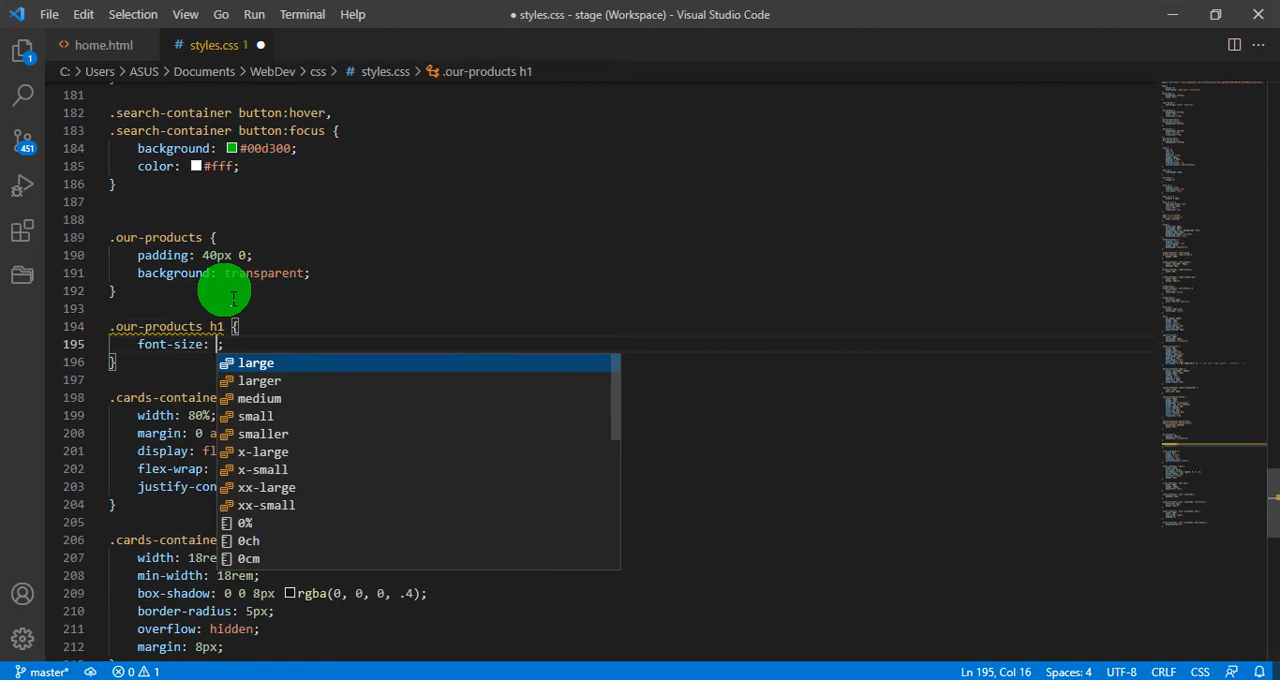 File Edit Selection View Go Run Terminal Help ● styles.css - stage (Workspace) - Visual Studio Code
<> home.html # styles.css 1 ●
C: > Users > ASUS > Documents > WebDev > css > # styles.css > .our-products h1
181
182 .search-container button:hover,
183 .search-container button:focus {
184 background: #00d300;
185 color: #fff;
186 }
187
188
189 .our-products {
190 padding: 40px 0;
191 background: transparent;
192 }
193
194 .our-products h1 {
195 font-size: ;
196 }
large
197
larger
198 .cards-containe
medium
199 width: 80%;
small
200 margin: 0 a
smaller
201 display: fl
x-large
202 flex-wrap:
x-small
203 justify-con
xx-large
204 }
xx-small
205
0%
206 .cards-containe
0ch
207 width: 18re
0cm
208 min-width: 18rem;
209 box-shadow: 0 0 8px rgba(0, 0, 0, .4);
210 border-radius: 5px;
211 overflow: hidden;
212 margin: 8px;
1
451
master* 0 1 Ln 195, Col 16 Spaces: 4 UTF-8 CRLF CSS